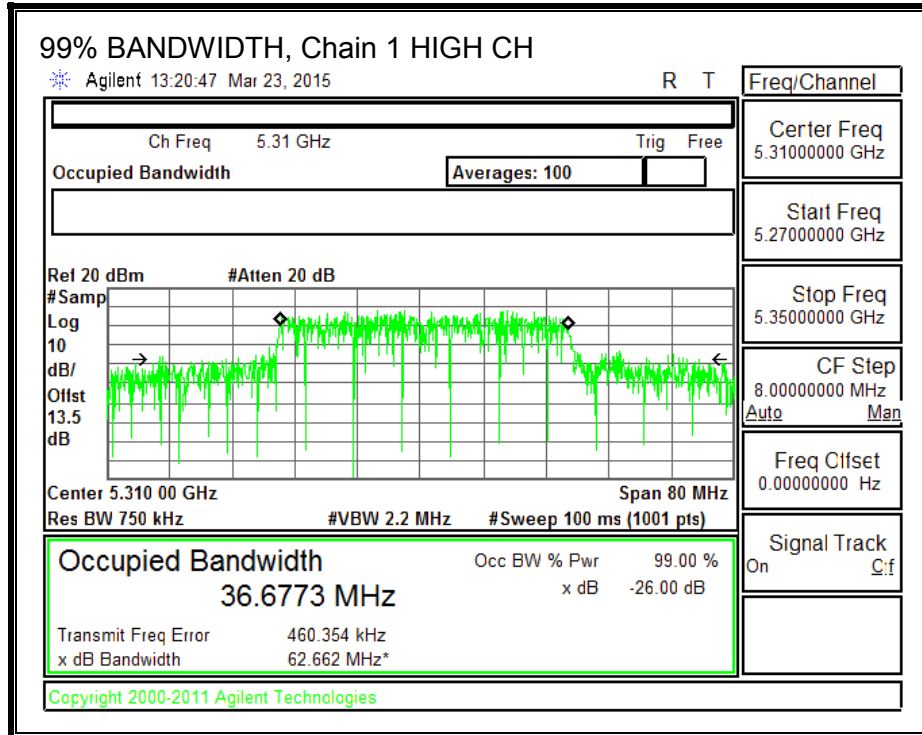 99% BANDWIDTH, Chain 1 HIGH CH
Agilent 13:20:47 Mar 23, 2015 R T
Freq/Channel
Ch Freq 5.31 GHz Trig Free
Occupied Bandwidth Averages: 100
Center Freq
5.31000000 GHz
Start Freq
5.27000000 GHz
Stop Freq
5.35000000 GHz
CF Step
8.00000000 MHz
Auto Man
Freq Offset
0.00000000 Hz
Signal Track
On Off
Ref 20 dBm #Atten 20 dB
#Samp
Log
10
dB/
Offst
13.5
dB
Center 5.310 00 GHz Span 80 MHz
Res BW 750 kHz #VBW 2.2 MHz #Sweep 100 ms (1001 pts)
Occupied Bandwidth Occ BW % Pwr 99.00 %
36.6773 MHz x dB -26.00 dB
Transmit Freq Error 460.354 kHz
x dB Bandwidth 62.662 MHz*
Copyright 2000-2011 Agilent Technologies